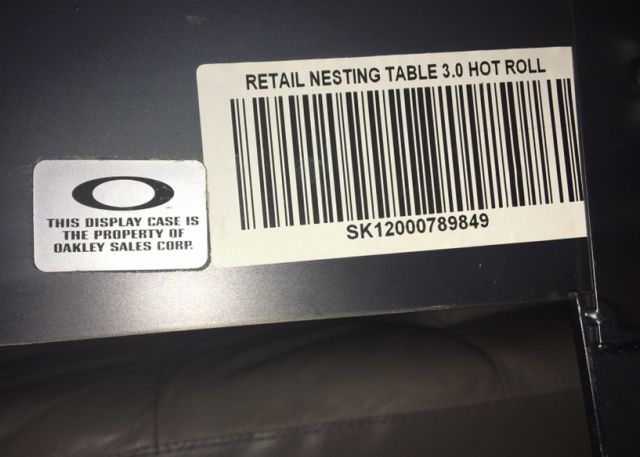 RETAIL NESTING TABLE 3.0 HOT ROLL
SK12000789849
THIS DISPLAY CASE IS
THE PROPERTY OF
OAKLEY SALES CORP.